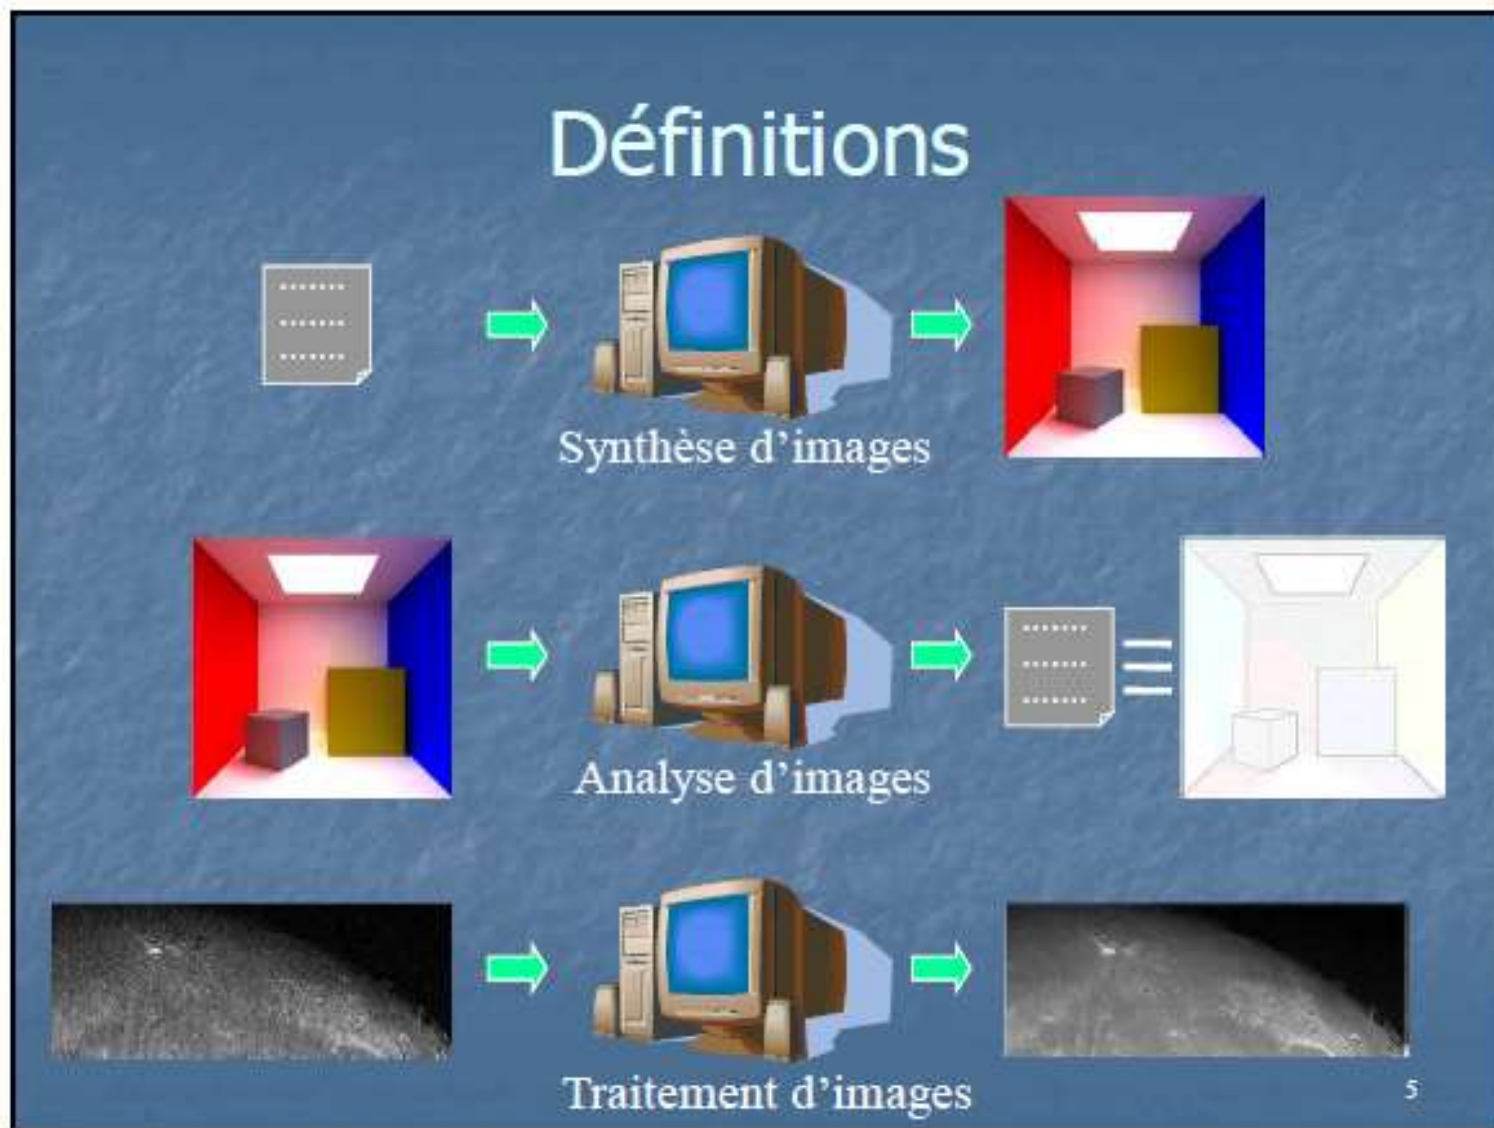 Définitions
Synthèse d’images
Analyse d’images
Traitement d’images
5